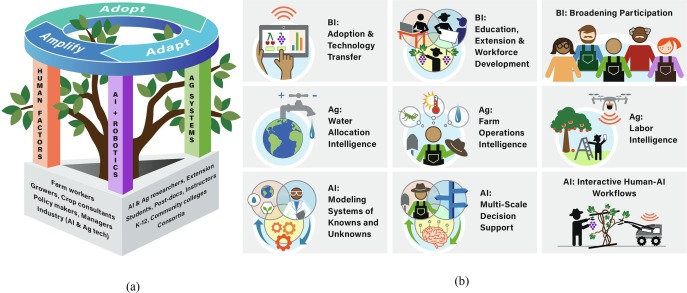 Adopt
Amplify
Adapt
HUMAN FACTORS
AI + ROBOTICS
AG SYSTEMS
Farm workers
Growers, Crop consultants
Policy makers, Managers
Industry (AI & Ag tech)
AI & Ag researchers, Extension
Students, Post-docs, Instructors
K-12, Community colleges
Consortia
(a)
BI:
Adoption &
Technology
Transfer
BI:
Education,
Extension &
Workforce
Development
BI: Broadening Participation
Ag:
Water
Allocation
Intelligence
Ag:
Farm
Operations
Intelligence
Ag:
Labor
Intelligence
AI:
Modeling
Systems of
Knowns and
Unknowns
AI:
Multi-Scale
Decision
Support
AI: Interactive Human-AI
Workflows
(b)